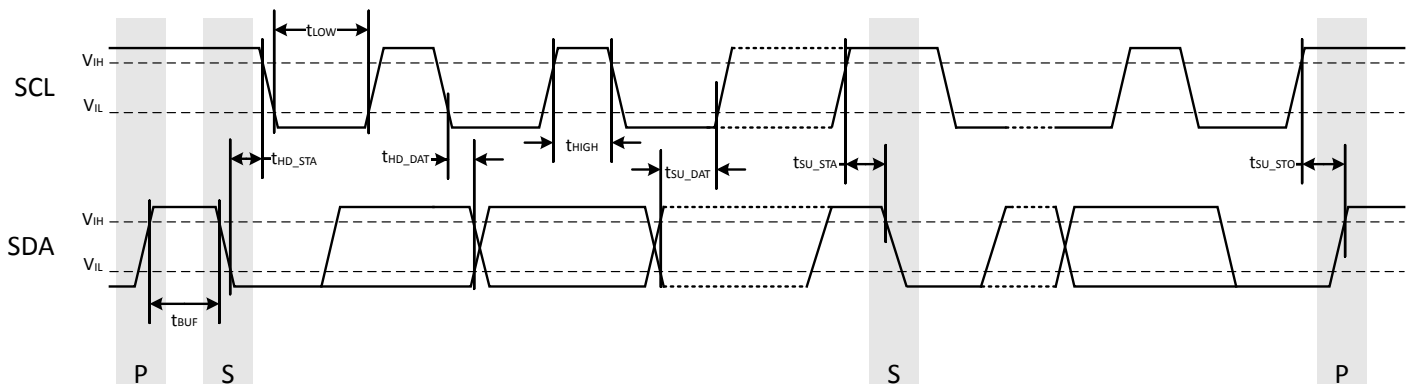 tLOW
VIH
SCL
VIL
tHD_STA
tHD_DAT
tHIGH
tSU_DAT
tSU_STA
tSU_STO
VIH
SDA
VIL
tBUF
P
S
S
P